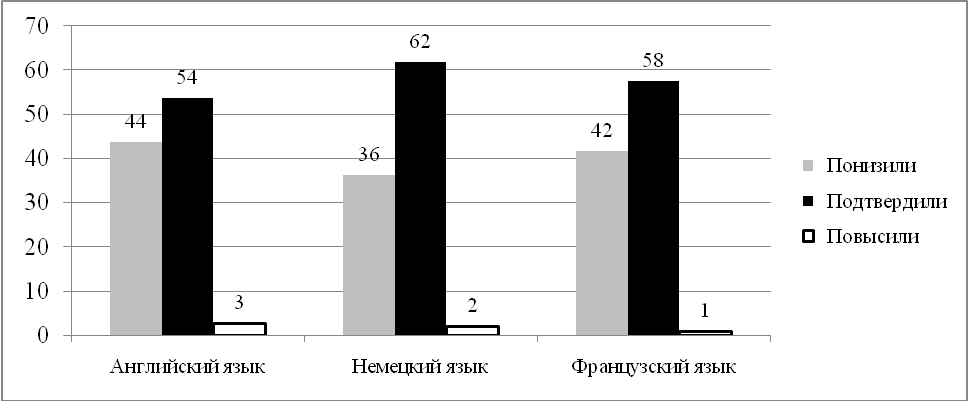 70
60
50
40
30
20
10
0
44
54
3
36
62
2
42
58
1
Английский язык
Немецкий язык
Французский язык
Понизили
Подтвердили
Повысили